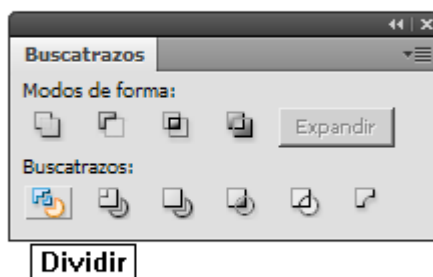 Buscatrazos
Modos de forma:
Expandir
Buscatrazos:
Dividir